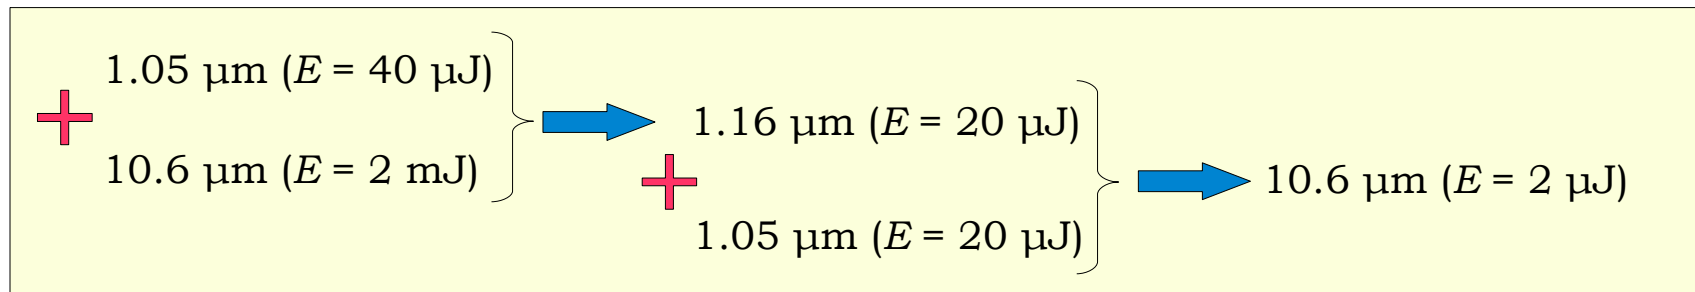 1.05 µm (E = 40 µJ)
10.6 µm (E = 2 mJ)
1.16 µm (E = 20 µJ)
1.05 µm (E = 20 µJ)
10.6 µm (E = 2 µJ)